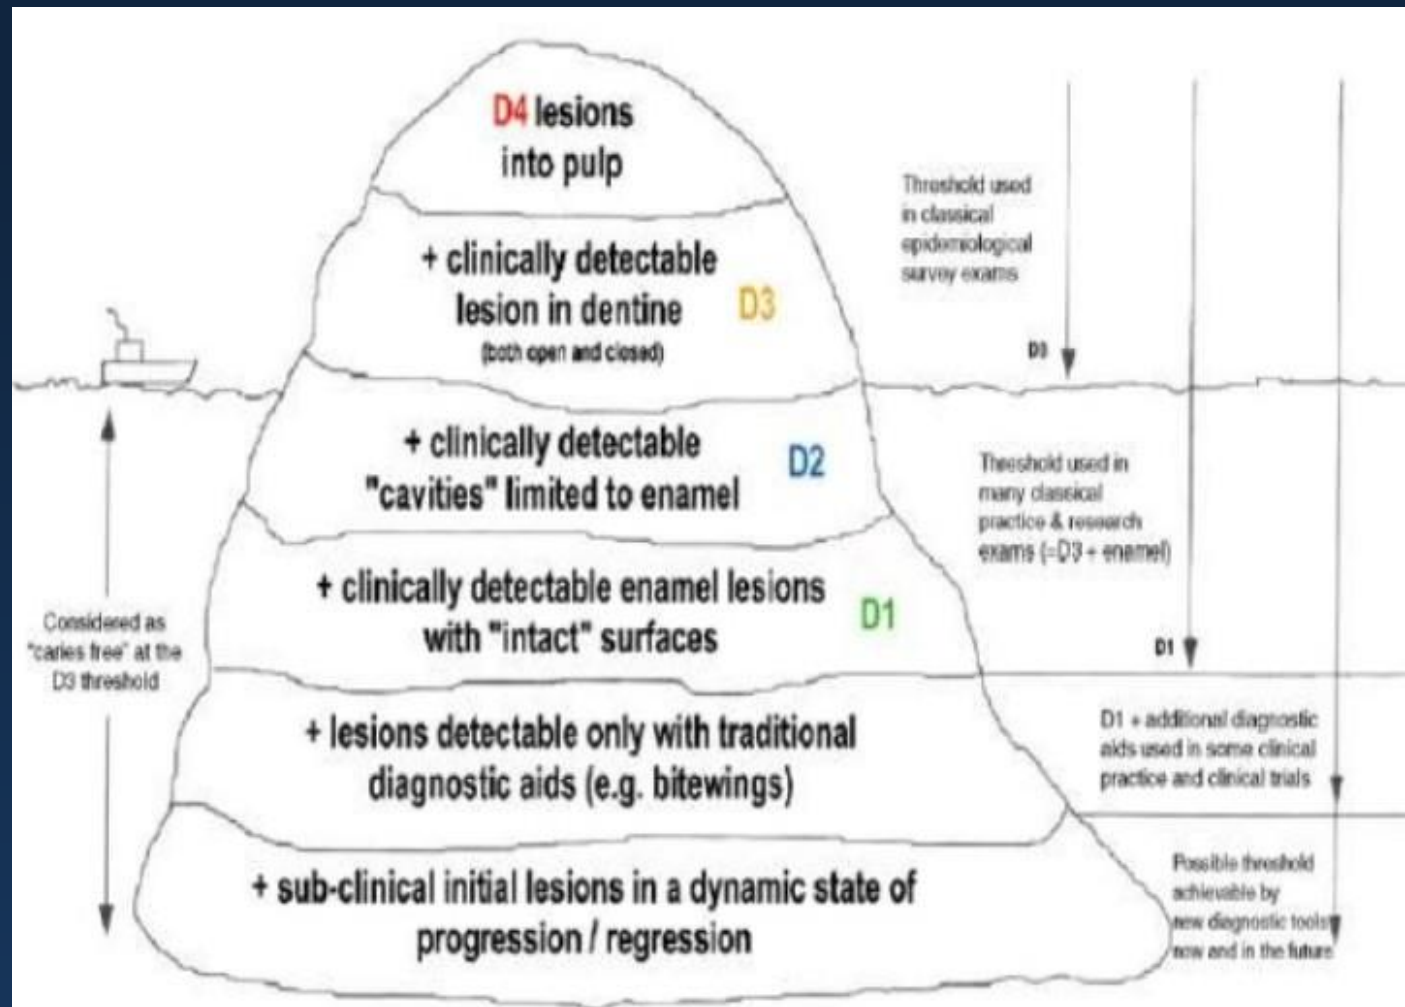 D4 lesions
into pulp
+ clinically detectable
lesion in dentine
(both open and closed)
D3
+ clinically detectable
"cavities" limited to enamel
D2
+ clinically detectable enamel lesions
with "intact" surfaces
D1
+ lesions detectable only with traditional
diagnostic aids (e.g. bitewings)
+ sub-clinical initial lesions in a dynamic state of
progression / regression
Considered as
"caries free" at the
D3 threshold
Threshold used
in classical
epidemiological
survey exams
D3
Threshold used in
many classical
practice & research
exams (=D3 + enamel)
D1
D1 + additional diagnostic
aids used in some clinical
practice and clinical trials
Possible threshold
achievable by
new diagnostic tools
now and in the future